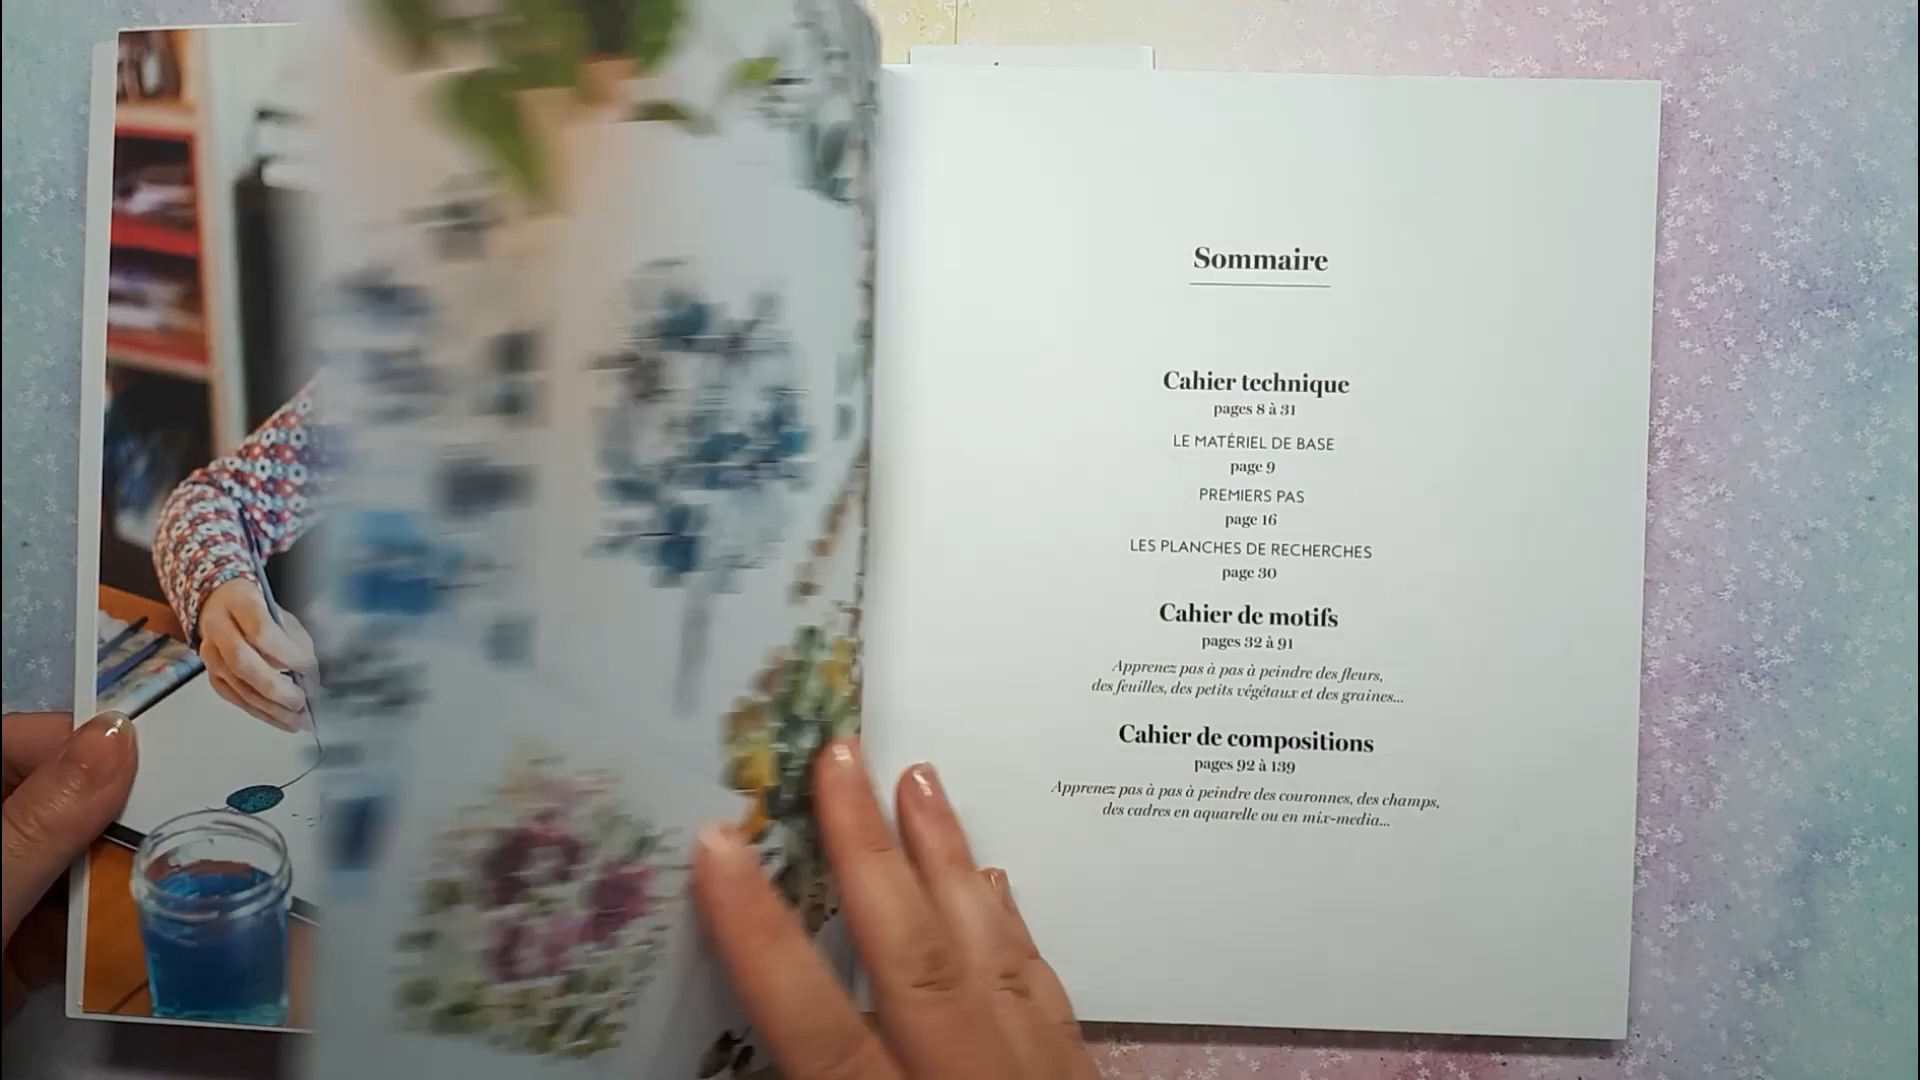 Sommaire
Cahier technique
pages 8 à 31
LE MATÉRIEL DE BASE
page 9
PREMIERS PAS
page 16
LES PLANCHES DE RECHERCHES
page 30
Cahier de motifs
pages 32 à 91
Apprenez pas à pas à peindre des fleurs,
des feuilles, des petits végétaux et des graines...
Cahier de compositions
pages 92 à 139
Apprenez pas à pas à peindre des couronnes, des champs,
des cadres en aquarelle ou en mix-media...